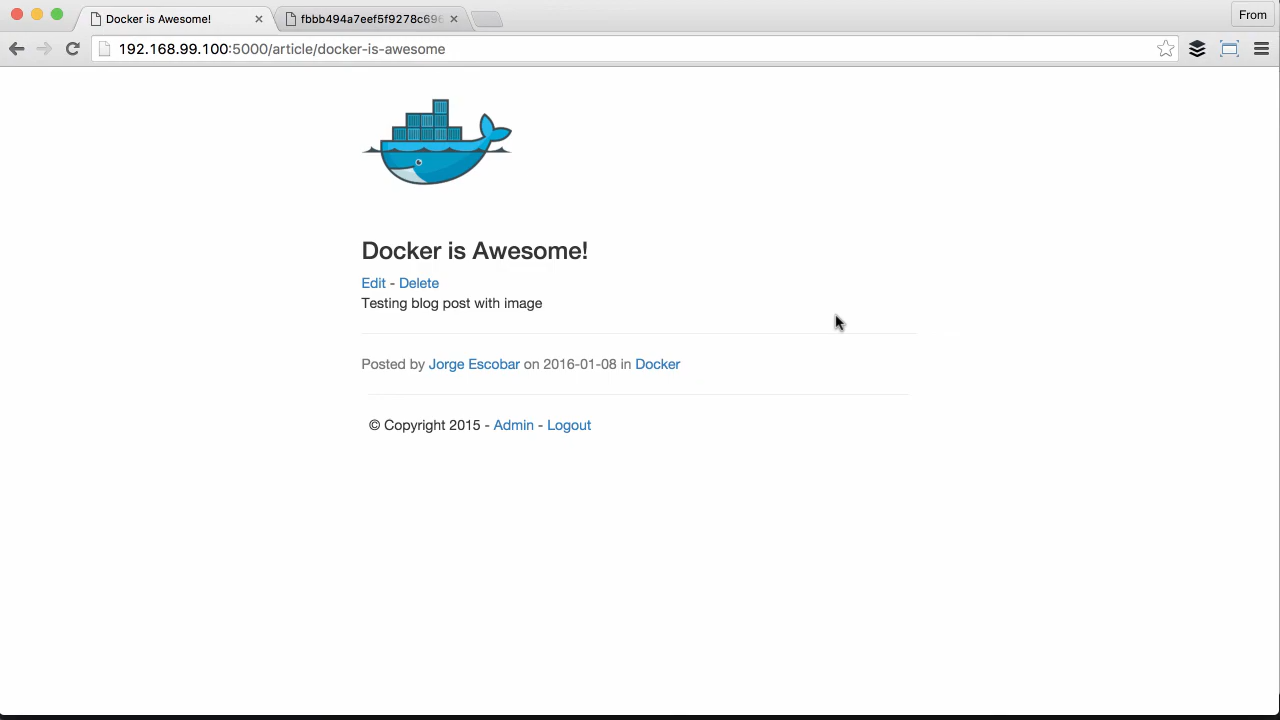 Docker is Awesome!
fbbb494a7eef5f9278c696
From
192.168.99.100:5000/article/docker-is-awesome
Docker is Awesome!
Edit - Delete
Testing blog post with image
Posted by Jorge Escobar on 2016-01-08 in Docker
© Copyright 2015 - Admin - Logout